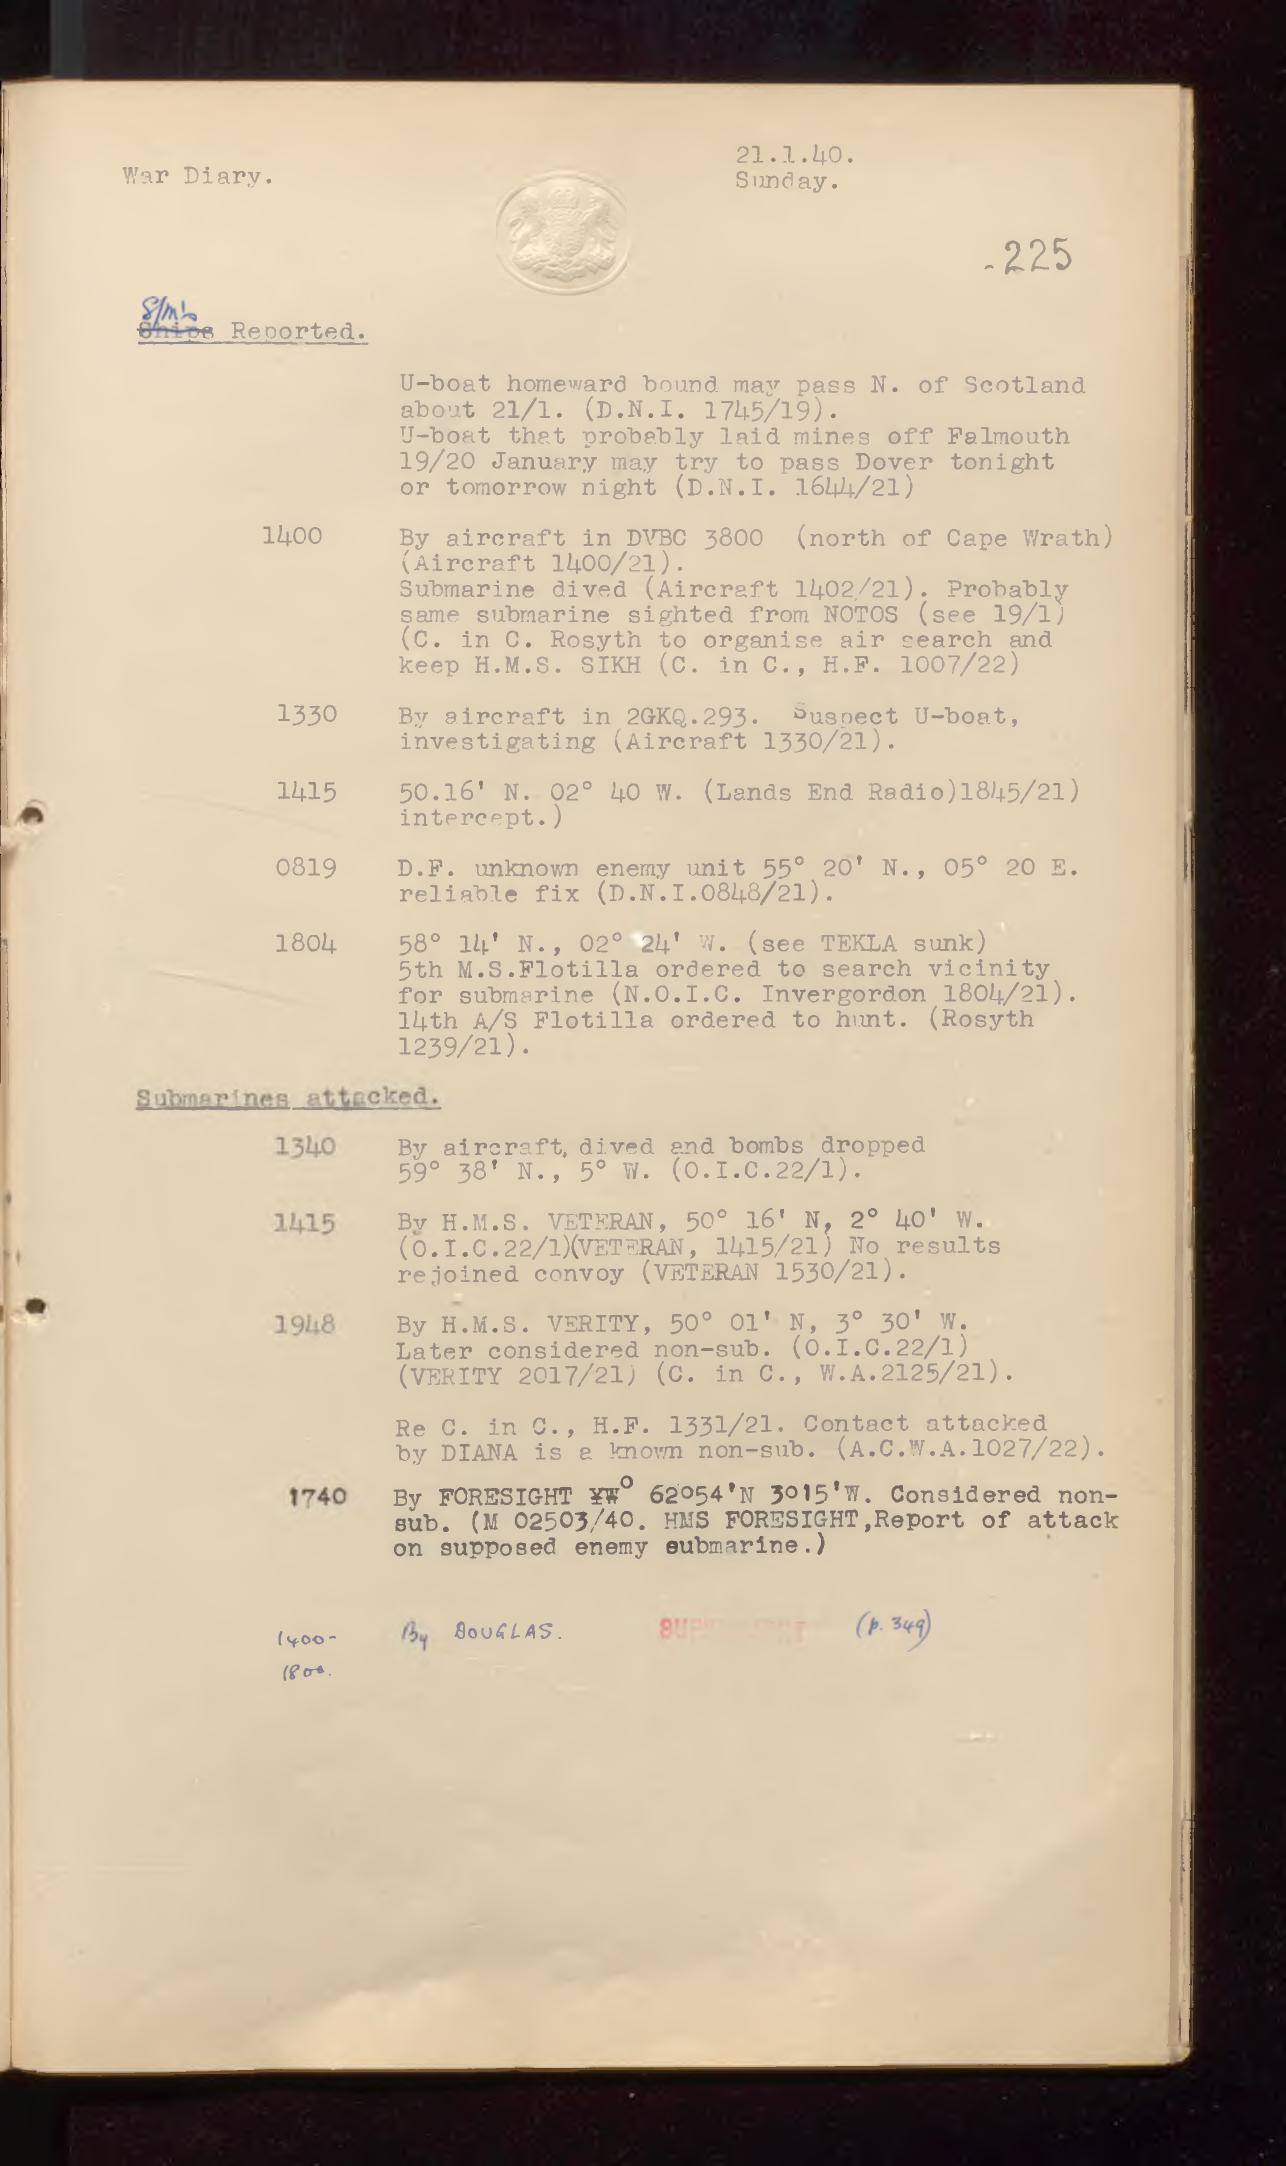 War Diary.
21.1.40.
Sunday.
225
S/m's
Ships Reported.
U-boat homeward bound may pass N. of Scotland
about 21/1. (D.N.I. 1745/19).
U-boat that probably laid mines off Falmouth
19/20 January may try to pass Dover tonight
or tomorrow night (D.N.I. 1644/21)
1400 By aircraft in DVBC 3800 (north of Cape Wrath)
(Aircraft 1400/21).
Submarine dived (Aircraft 1402/21). Probably
same submarine sighted from NOTOS (see 19/1)
(C. in C. Rosyth to organise air search and
keep H.M.S. SIKH (C. in C., H.F. 1007/22)
1330 By aircraft in 2GKQ.293. Suspect U-boat,
investigating (Aircraft 1330/21).
1415 50.16' N. 02° 40 W. (Lands End Radio)1845/21)
intercept.)
0819 D.F. unknown enemy unit 55° 20' N., 05° 20 E.
reliable fix (D.N.I.0848/21).
1804 58° 14' N., 02° 24' W. (see TEKLA sunk)
5th M.S.Flotilla ordered to search vicinity
for submarine (N.O.I.C. Invergordon 1804/21).
14th A/S Flotilla ordered to hunt. (Rosyth
1239/21).
Submarines attacked.
1340 By aircraft, dived and bombs dropped
59° 38' N., 5° W. (O.I.C.22/1).
1415 By H.M.S. VETERAN, 50° 16' N, 2° 40' W.
(O.I.C.22/1)(VETERAN, 1415/21) No results
rejoined convoy (VETERAN 1530/21).
1948 By H.M.S. VERITY, 50° 01' N, 3° 30' W.
Later considered non-sub. (O.I.C.22/1)
(VERITY 2017/21) (C. in C., W.A.2125/21).
Re C. in C., H.F. 1331/21. Contact attacked
by DIANA is a known non-sub. (A.C.W.A.1027/22).
1740 By FORESIGHT 62°54'N 3°15'W. Considered non-
sub. (M 02503/40. HMS FORESIGHT,Report of attack
on supposed enemy submarine.)
1400- By DOUGLAS. (p. 349)
1800.